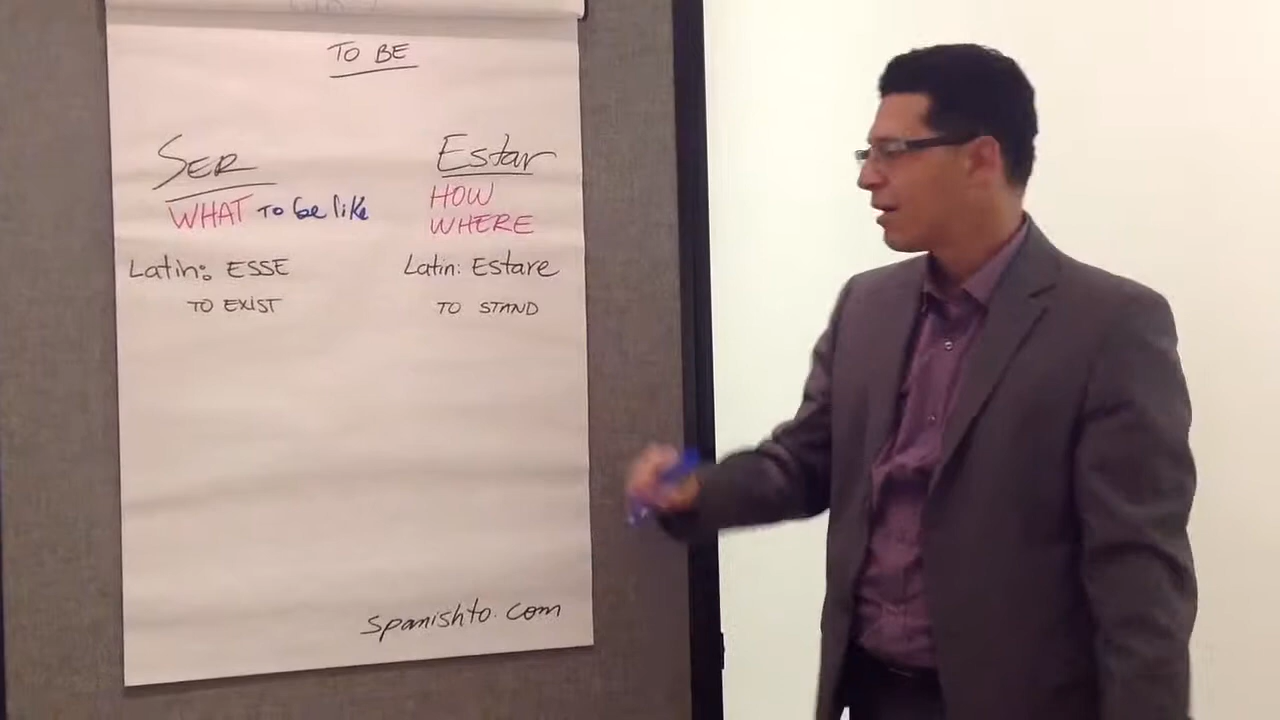 TO BE
SER
WHAT TO be like
Latin: ESSE
TO EXIST
Estar
HOW
WHERE
Latin: Estare
TO STAND
spanishto.com